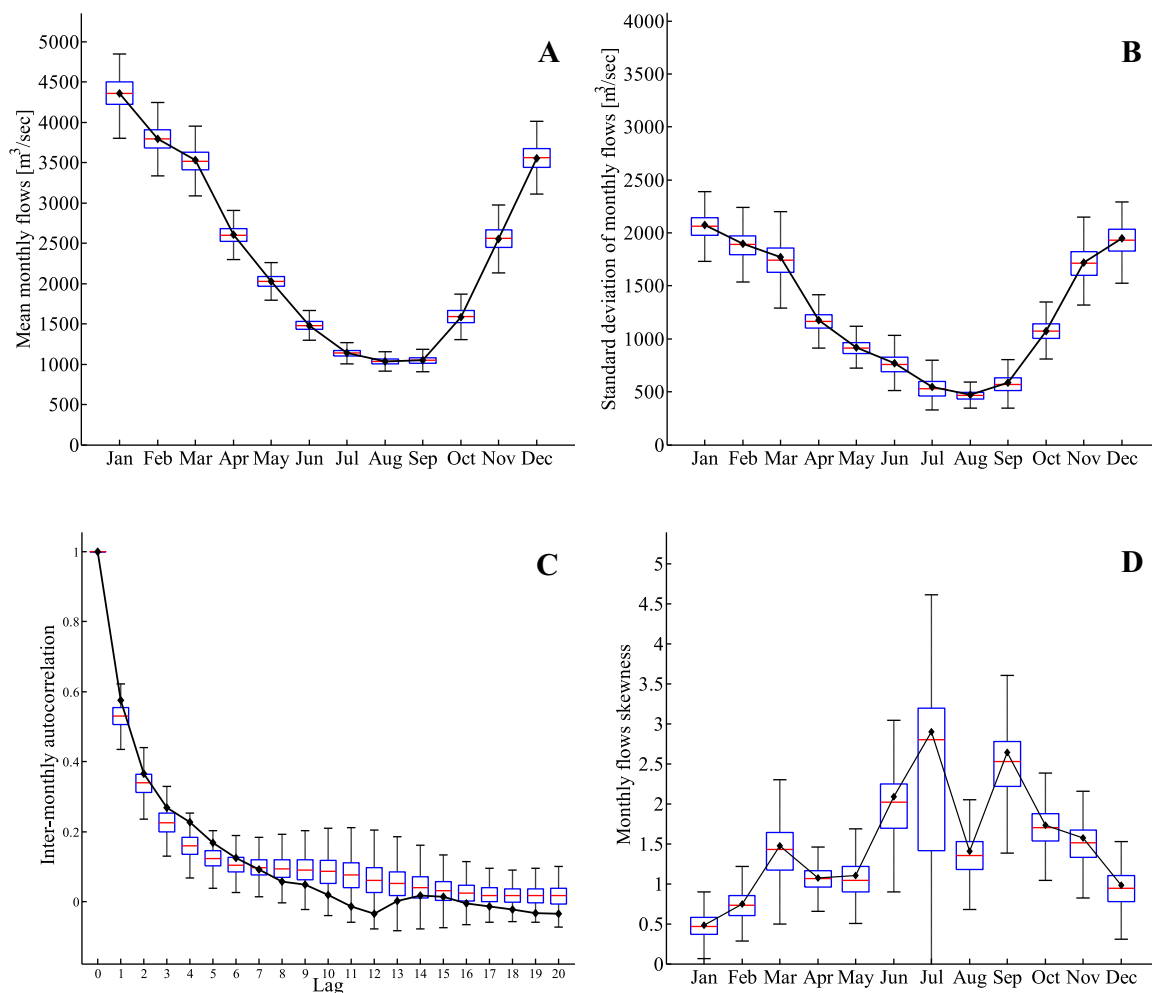 A
Mean monthly flows [m³/sec]
5000
4500
4000
3500
3000
2500
2000
1500
1000
500
0
Jan Feb Mar Apr May Jun Jul Aug Sep Oct Nov Dec
B
Standard deviation of monthly flows [m³/sec]
4000
3500
3000
2500
2000
1500
1000
500
0
Jan Feb Mar Apr May Jun Jul Aug Sep Oct Nov Dec
C
Inter-monthly autocorrelation
1
0.8
0.6
0.4
0.2
0
0 1 2 3 4 5 6 7 8 9 10 11 12 13 14 15 16 17 18 19 20
Lag
D
Monthly flows skewness
5
4.5
4
3.5
3
2.5
2
1.5
1
0.5
0
Jan Feb Mar Apr May Jun Jul Aug Sep Oct Nov Dec